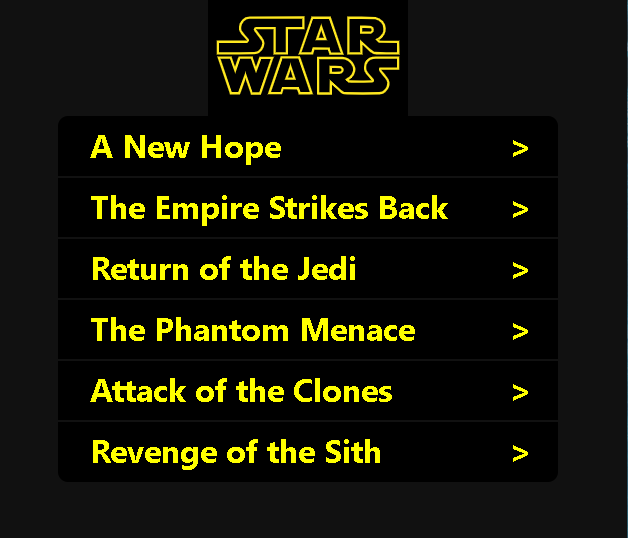 STAR
WARS
A New Hope >
The Empire Strikes Back >
Return of the Jedi >
The Phantom Menace >
Attack of the Clones >
Revenge of the Sith >